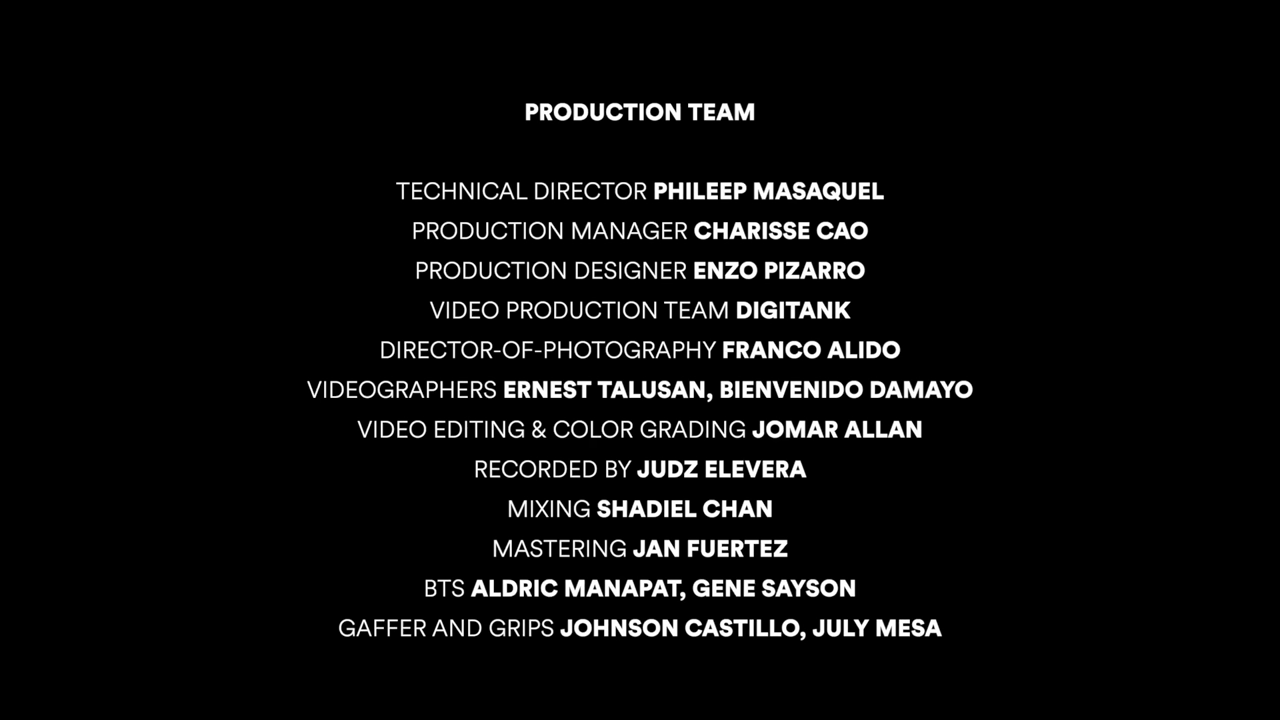 PRODUCTION TEAM
TECHNICAL DIRECTOR PHILEEP MASAQUEL
PRODUCTION MANAGER CHARISSE CAO
PRODUCTION DESIGNER ENZO PIZARRO
VIDEO PRODUCTION TEAM DIGITANK
DIRECTOR-OF-PHOTOGRAPHY FRANCO ALIDO
VIDEOGRAPHERS ERNEST TALUSAN, BIENVENIDO DAMAYO
VIDEO EDITING & COLOR GRADING JOMAR ALLAN
RECORDED BY JUDZ ELEVERA
MIXING SHADIEL CHAN
MASTERING JAN FUERTEZ
BTS ALDRIC MANAPAT, GENE SAYSON
GAFFER AND GRIPS JOHNSON CASTILLO, JULY MESA